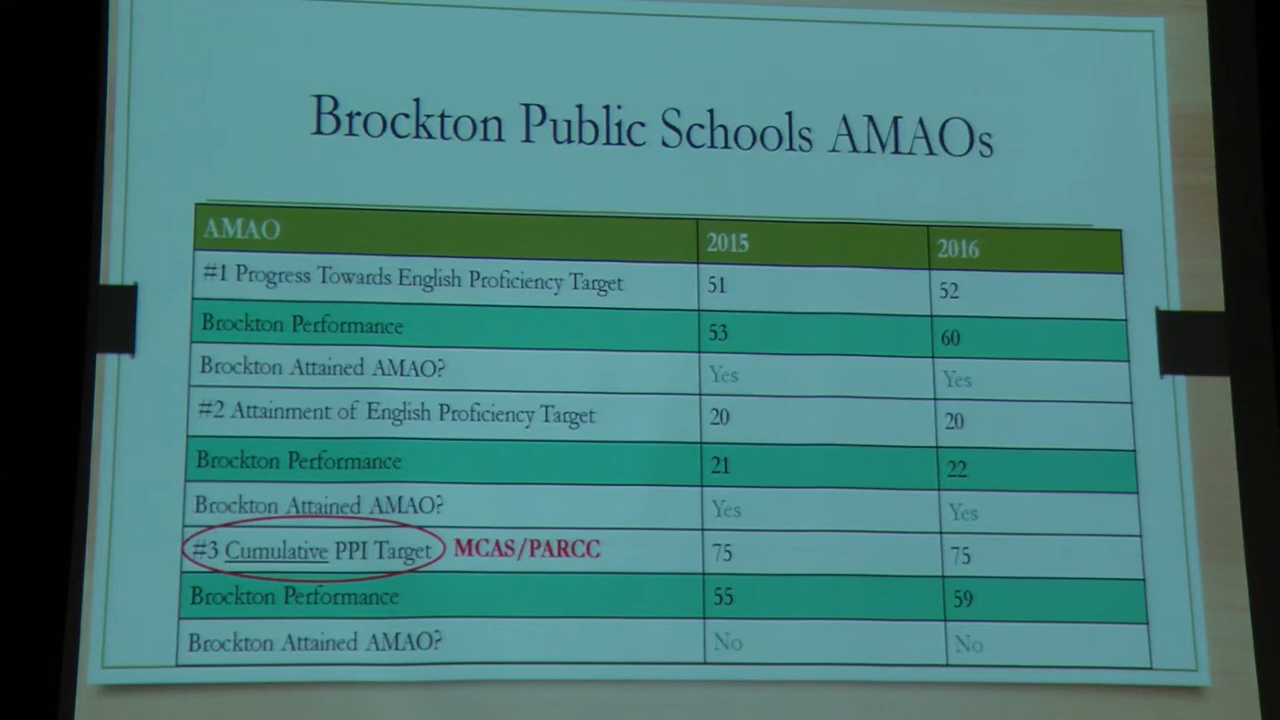 Brockton Public Schools AMAOs
AMAO 2015 2016
#1 Progress Towards English Proficiency Target 51 52
Brockton Performance 53 60
Brockton Attained AMAO? Yes Yes
#2 Attainment of English Proficiency Target 20 20
Brockton Performance 21 22
Brockton Attained AMAO? Yes Yes
#3 Cumulative PPI Target MCAS/PARCC 75 75
Brockton Performance 55 59
Brockton Attained AMAO? No No